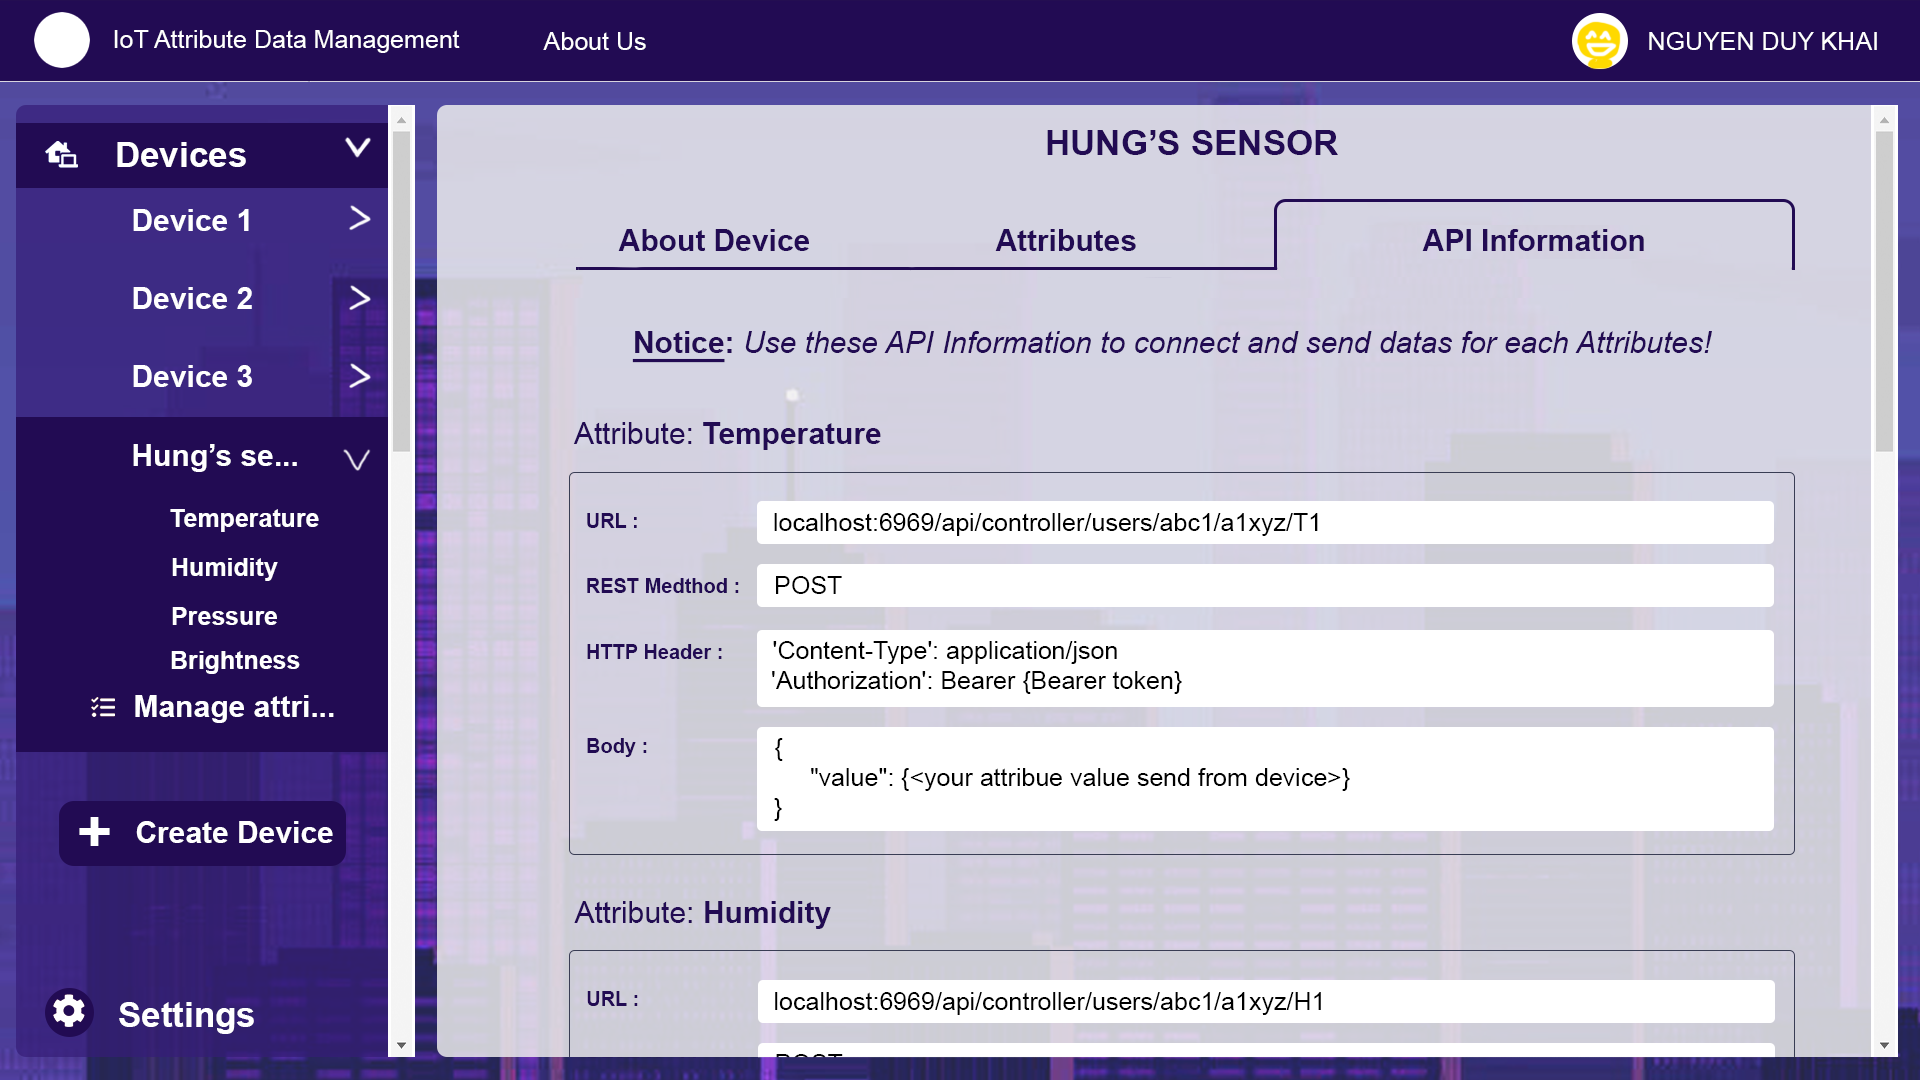 IoT Attribute Data Management
About Us
NGUYEN DUY KHAI
Devices
Device 1
Device 2
Device 3
Hung’s se...
Temperature
Humidity
Pressure
Brightness
Manage attri...
Create Device
Settings
HUNG’S SENSOR
About Device
Attributes
API Information
Notice: Use these API Information to connect and send datas for each Attributes!
Attribute: Temperature
URL :
localhost:6969/api/controller/users/abc1/a1xyz/T1
REST Medthod :
POST
HTTP Header :
'Content-Type': application/json
'Authorization': Bearer {Bearer token}
Body :
{
"value": {<your attribue value send from device>}
}
Attribute: Humidity
URL :
localhost:6969/api/controller/users/abc1/a1xyz/H1
POST